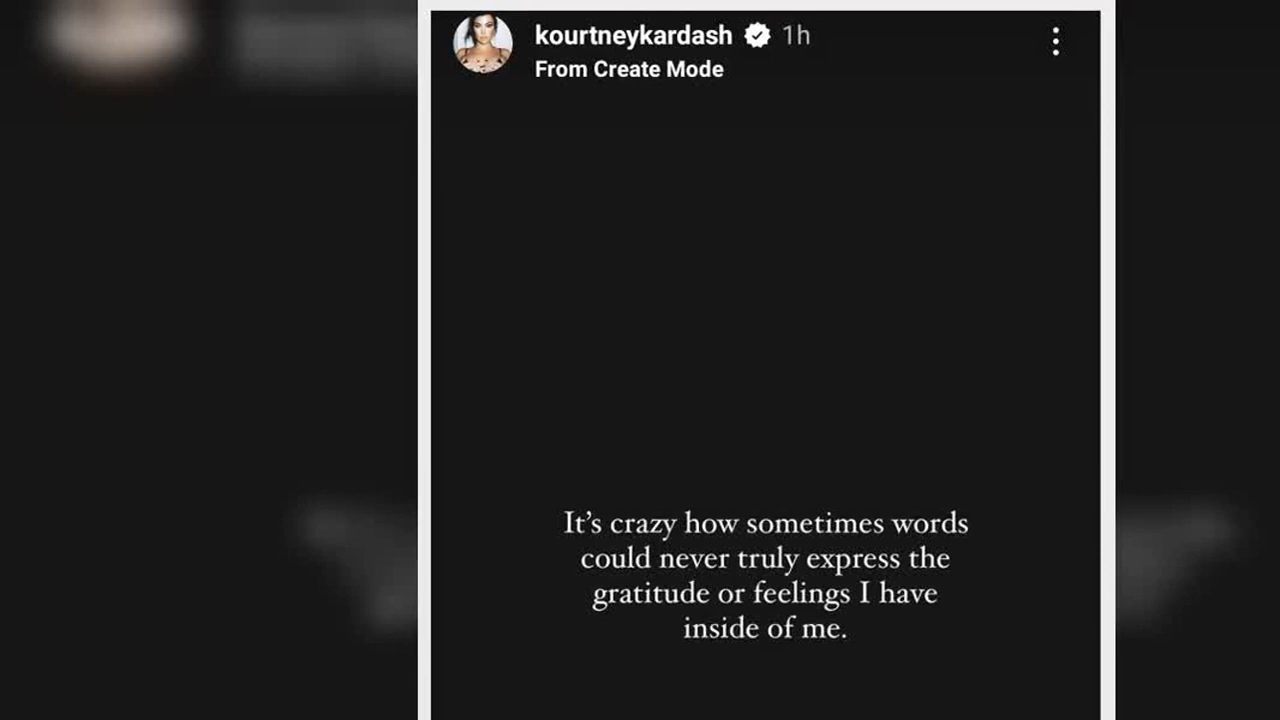 kourtneykardash 1h
From Create Mode
It’s crazy how sometimes words
could never truly express the
gratitude or feelings I have
inside of me.